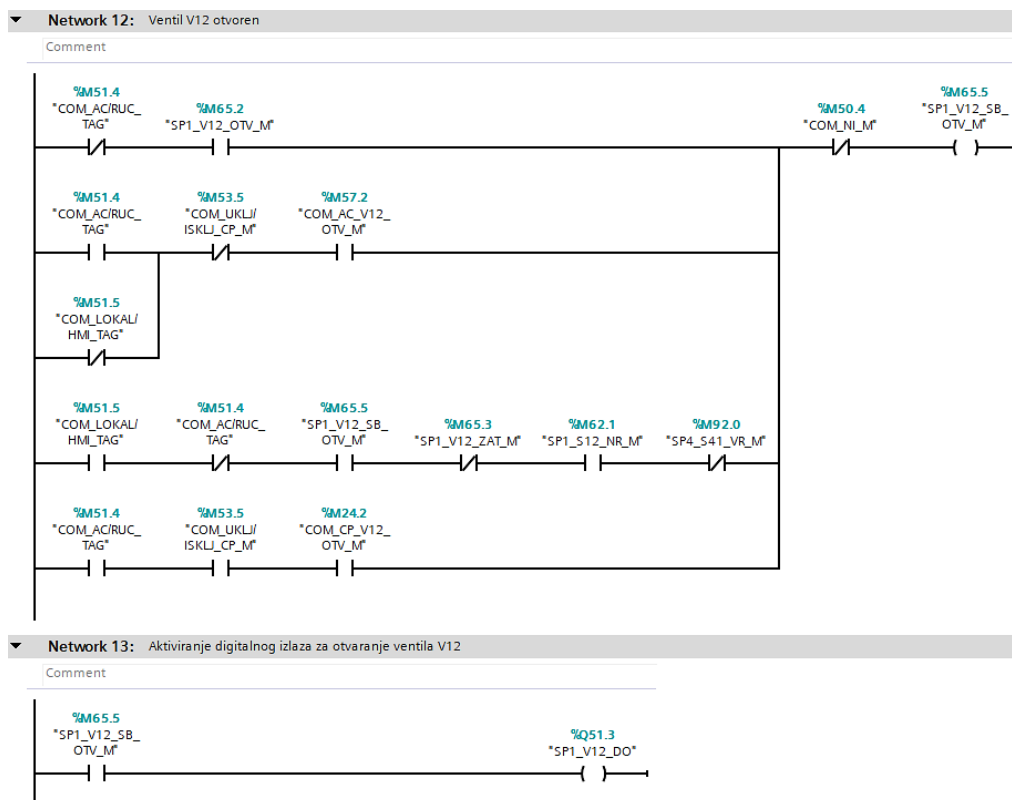 Network 12: Ventil V12 otvoren
Comment
%M51.4
"COM_AC/RUC_
TAG"
%M65.2
"SP1_V12_OTV_M"
%M50.4
"COM_NI_M"
%M65.5
"SP1_V12_SB_
OTV_M"
%M51.4
"COM_AC/RUC_
TAG"
%M53.5
"COM_UKLJ/
ISKLJ_CP_M"
%M57.2
"COM_AC_V12_
OTV_M"
%M51.5
"COM_LOKAL/
HMI_TAG"
%M51.5
"COM_LOKAL/
HMI_TAG"
%M51.4
"COM_AC/RUC_
TAG"
%M65.5
"SP1_V12_SB_
OTV_M"
%M65.3
"SP1_V12_ZAT_M"
%M62.1
"SP1_S12_NR_M"
%M92.0
"SP4_S41_VR_M"
%M51.4
"COM_AC/RUC_
TAG"
%M53.5
"COM_UKLJ/
ISKLJ_CP_M"
%M24.2
"COM_CP_V12_
OTV_M"
Network 13: Aktiviranje digitalnog izlaza za otvaranje ventila V12
Comment
%M65.5
"SP1_V12_SB_
OTV_M"
%Q51.3
"SP1_V12_DO"